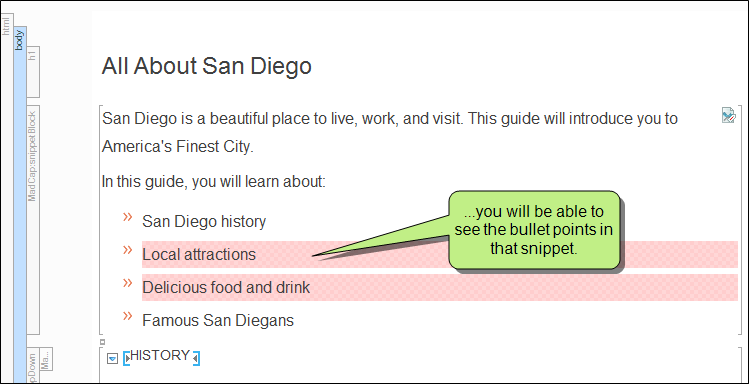 html
body
h1
MadCap:snippetBlock
All About San Diego
San Diego is a beautiful place to live, work, and visit. This guide will introduce you to
America's Finest City.
In this guide, you will learn about:
» San Diego history
» Local attractions
» Delicious food and drink
» Famous San Diegans
...you will be able to
see the bullet points in
that snippet.
opDown
Ma...
HISTORY